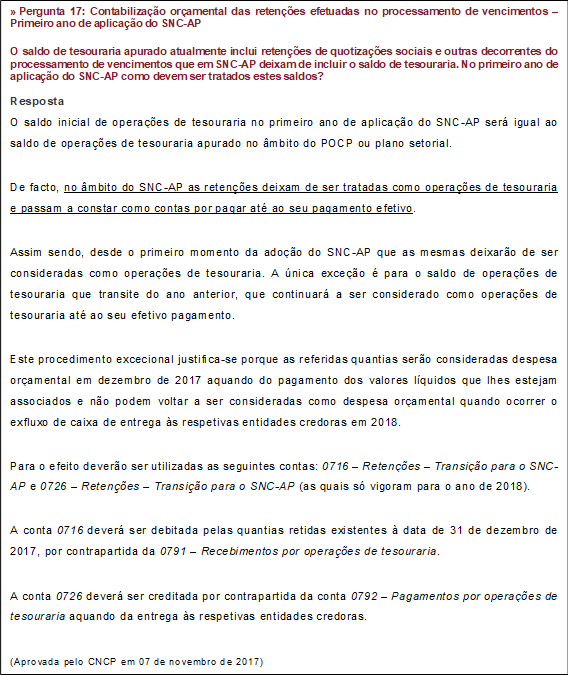 » Pergunta 17: Contabilização orçamental das retenções efetuadas no processamento de vencimentos –
Primeiro ano de aplicação do SNC-AP
O saldo de tesouraria apurado atualmente inclui retenções de quotizações sociais e outras decorrentes do
processamento de vencimentos que em SNC-AP deixam de incluir o saldo de tesouraria. No primeiro ano de
aplicação do SNC-AP como devem ser tratados estes saldos?
Resposta
O saldo inicial de operações de tesouraria no primeiro ano de aplicação do SNC-AP será igual ao
saldo de operações de tesouraria apurado no âmbito do POCP ou plano setorial.
De facto, no âmbito do SNC-AP as retenções deixam de ser tratadas como operações de tesouraria
e passam a constar como contas por pagar até ao seu pagamento efetivo.
Assim sendo, desde o primeiro momento da adoção do SNC-AP que as mesmas deixarão de ser
consideradas como operações de tesouraria. A única exceção é para o saldo de operações de
tesouraria que transite do ano anterior, que continuará a ser considerado como operações de
tesouraria até ao seu efetivo pagamento.
Este procedimento excecional justifica-se porque as referidas quantias serão consideradas despesa
orçamental em dezembro de 2017 aquando do pagamento dos valores líquidos que lhes estejam
associados e não podem voltar a ser consideradas como despesa orçamental quando ocorrer o
exfluxo de caixa de entrega às respetivas entidades credoras em 2018.
Para o efeito deverão ser utilizadas as seguintes contas: 0716 – Retenções – Transição para o SNC-
AP e 0726 – Retenções – Transição para o SNC-AP (as quais só vigoram para o ano de 2018).
A conta 0716 deverá ser debitada pelas quantias retidas existentes à data de 31 de dezembro de
2017, por contrapartida da 0791 – Recebimentos por operações de tesouraria.
A conta 0726 deverá ser creditada por contrapartida da conta 0792 – Pagamentos por operações de
tesouraria aquando da entrega às respetivas entidades credoras.
(Aprovada pelo CNCP em 07 de novembro de 2017)